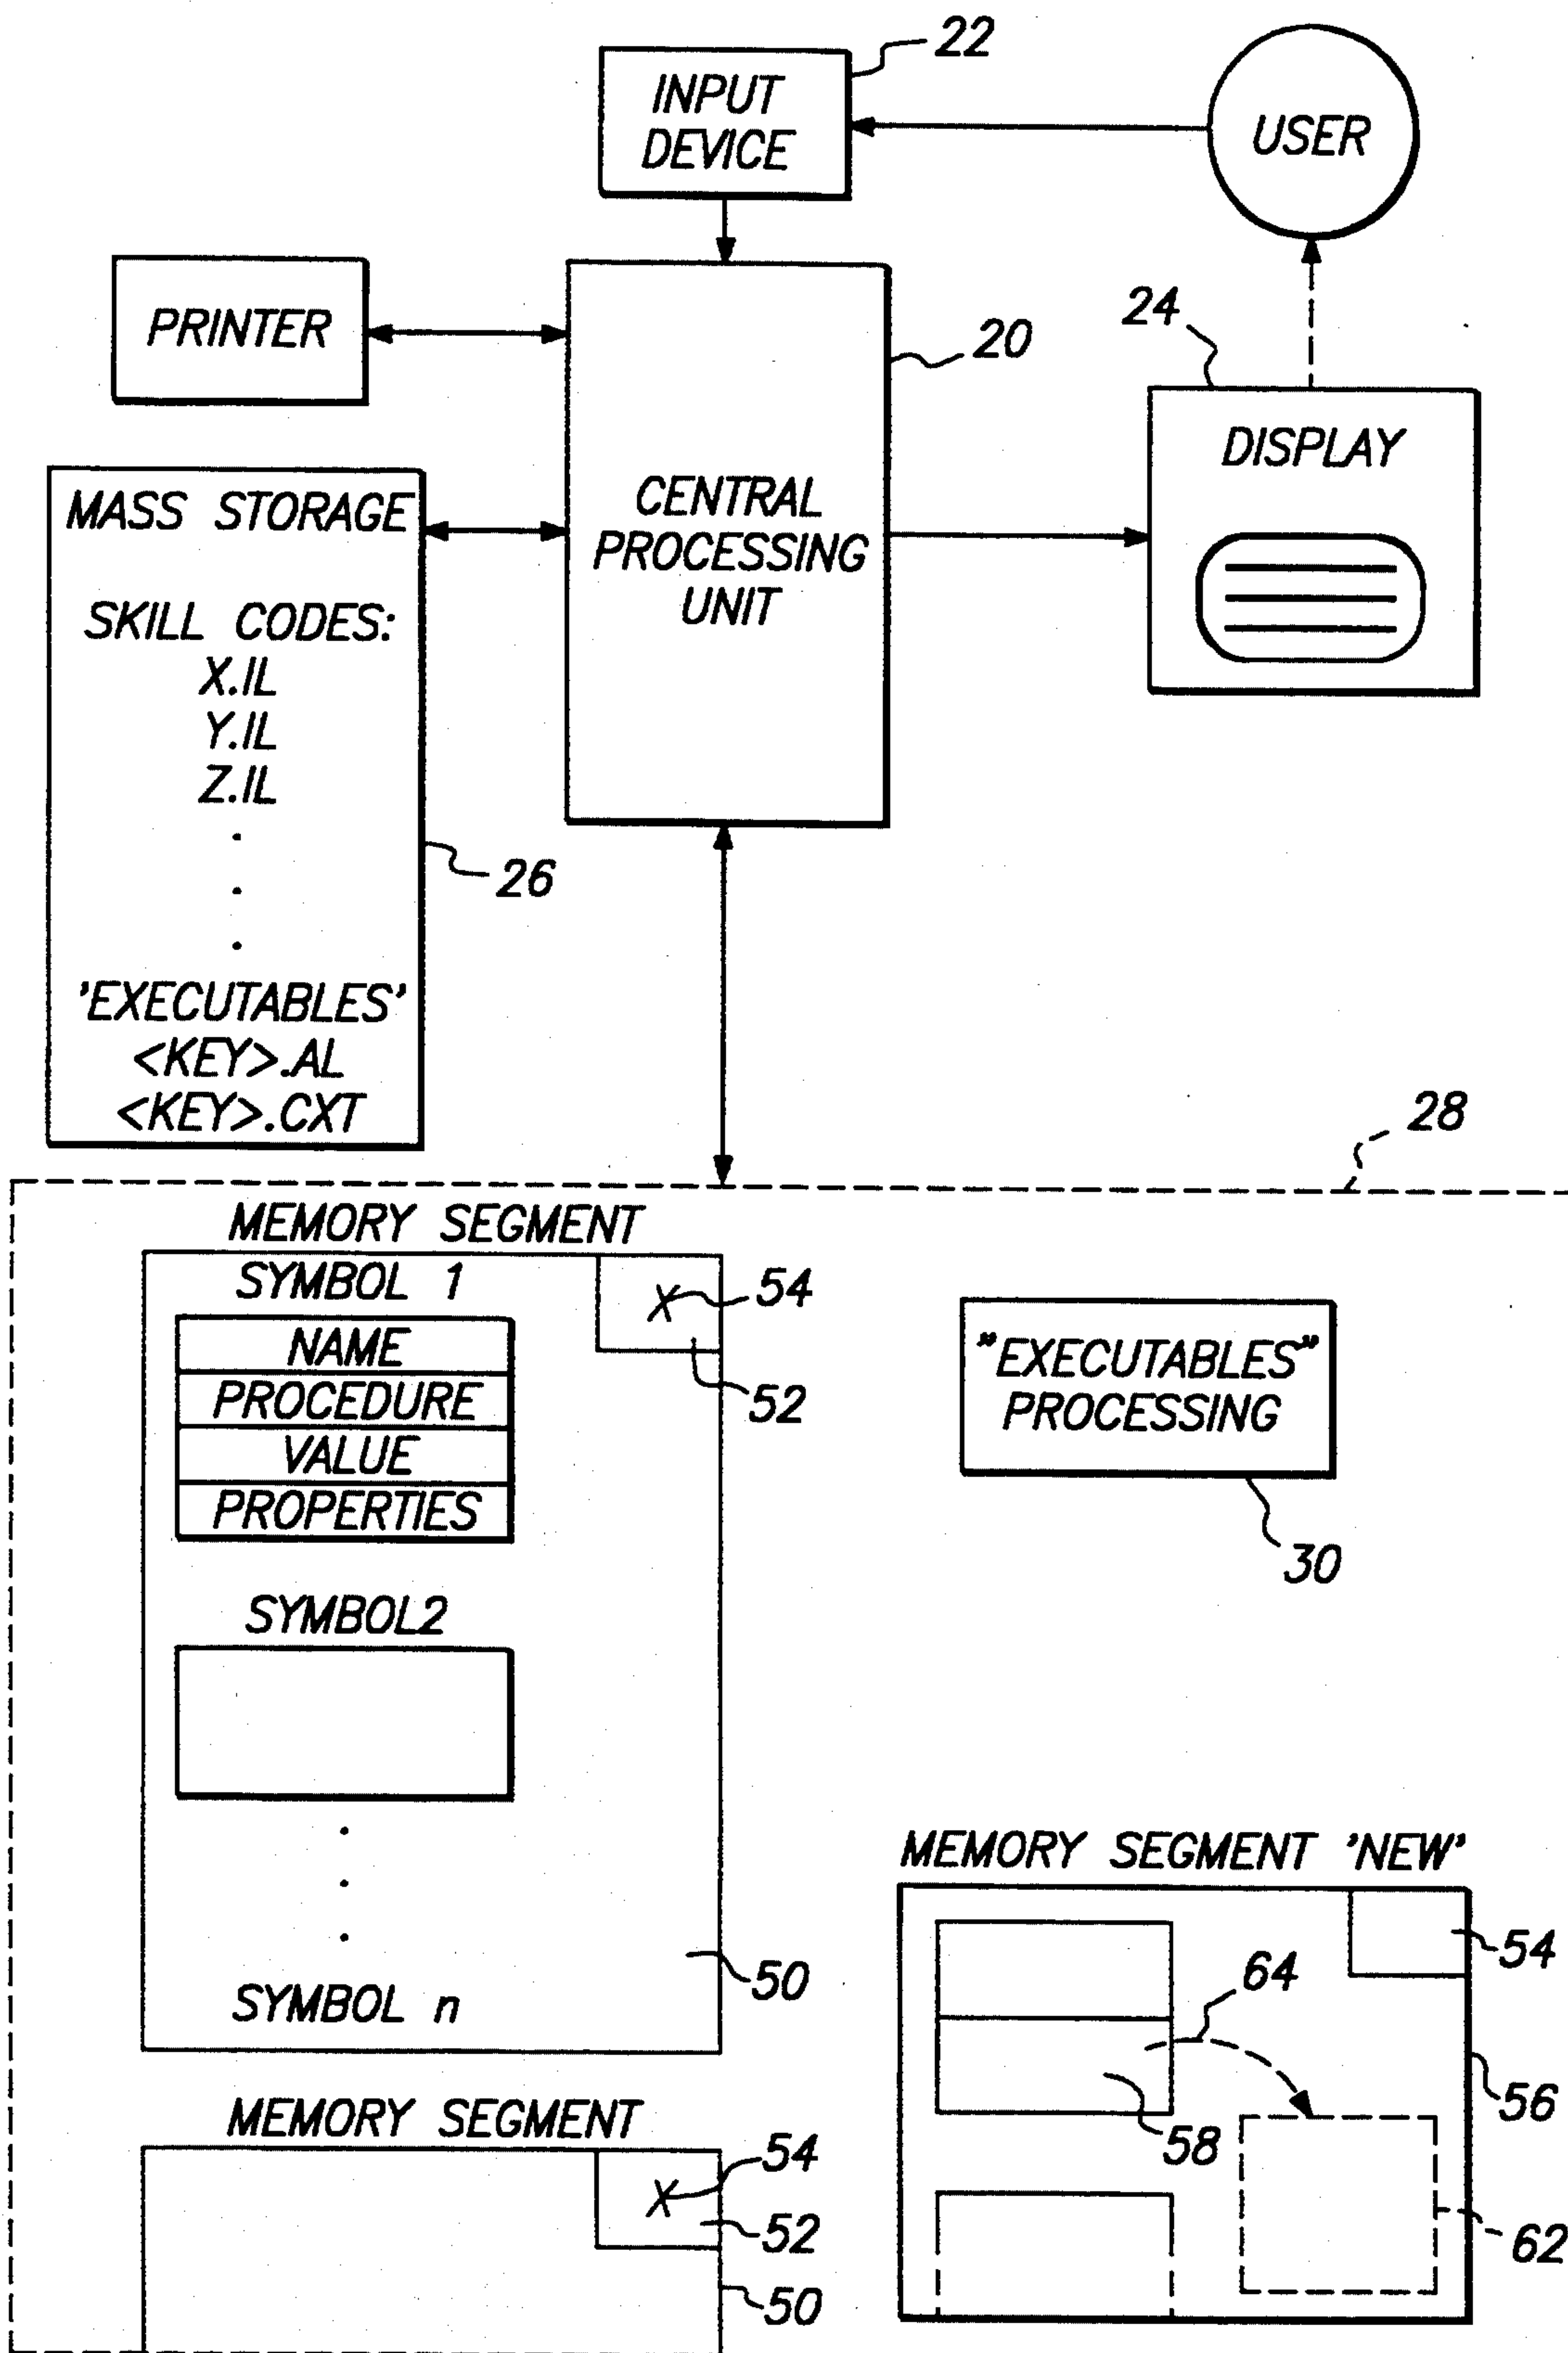 22
INPUT
DEVICE
USER
PRINTER
20
24
DISPLAY
CENTRAL
PROCESSING
UNIT
MASS STORAGE
SKILL CODES:
X.IL
Y.IL
Z.IL
.
.
.
26
'EXECUTABLES'
<KEY>.AL
<KEY>.CXT
28
MEMORY SEGMENT
SYMBOL 1
X
54
52
NAME
PROCEDURE
VALUE
PROPERTIES
"EXECUTABLES"
PROCESSING
30
SYMBOL2
.
.
.
SYMBOL n
50
MEMORY SEGMENT 'NEW'
54
64
56
58
62
MEMORY SEGMENT
X
54
52
50